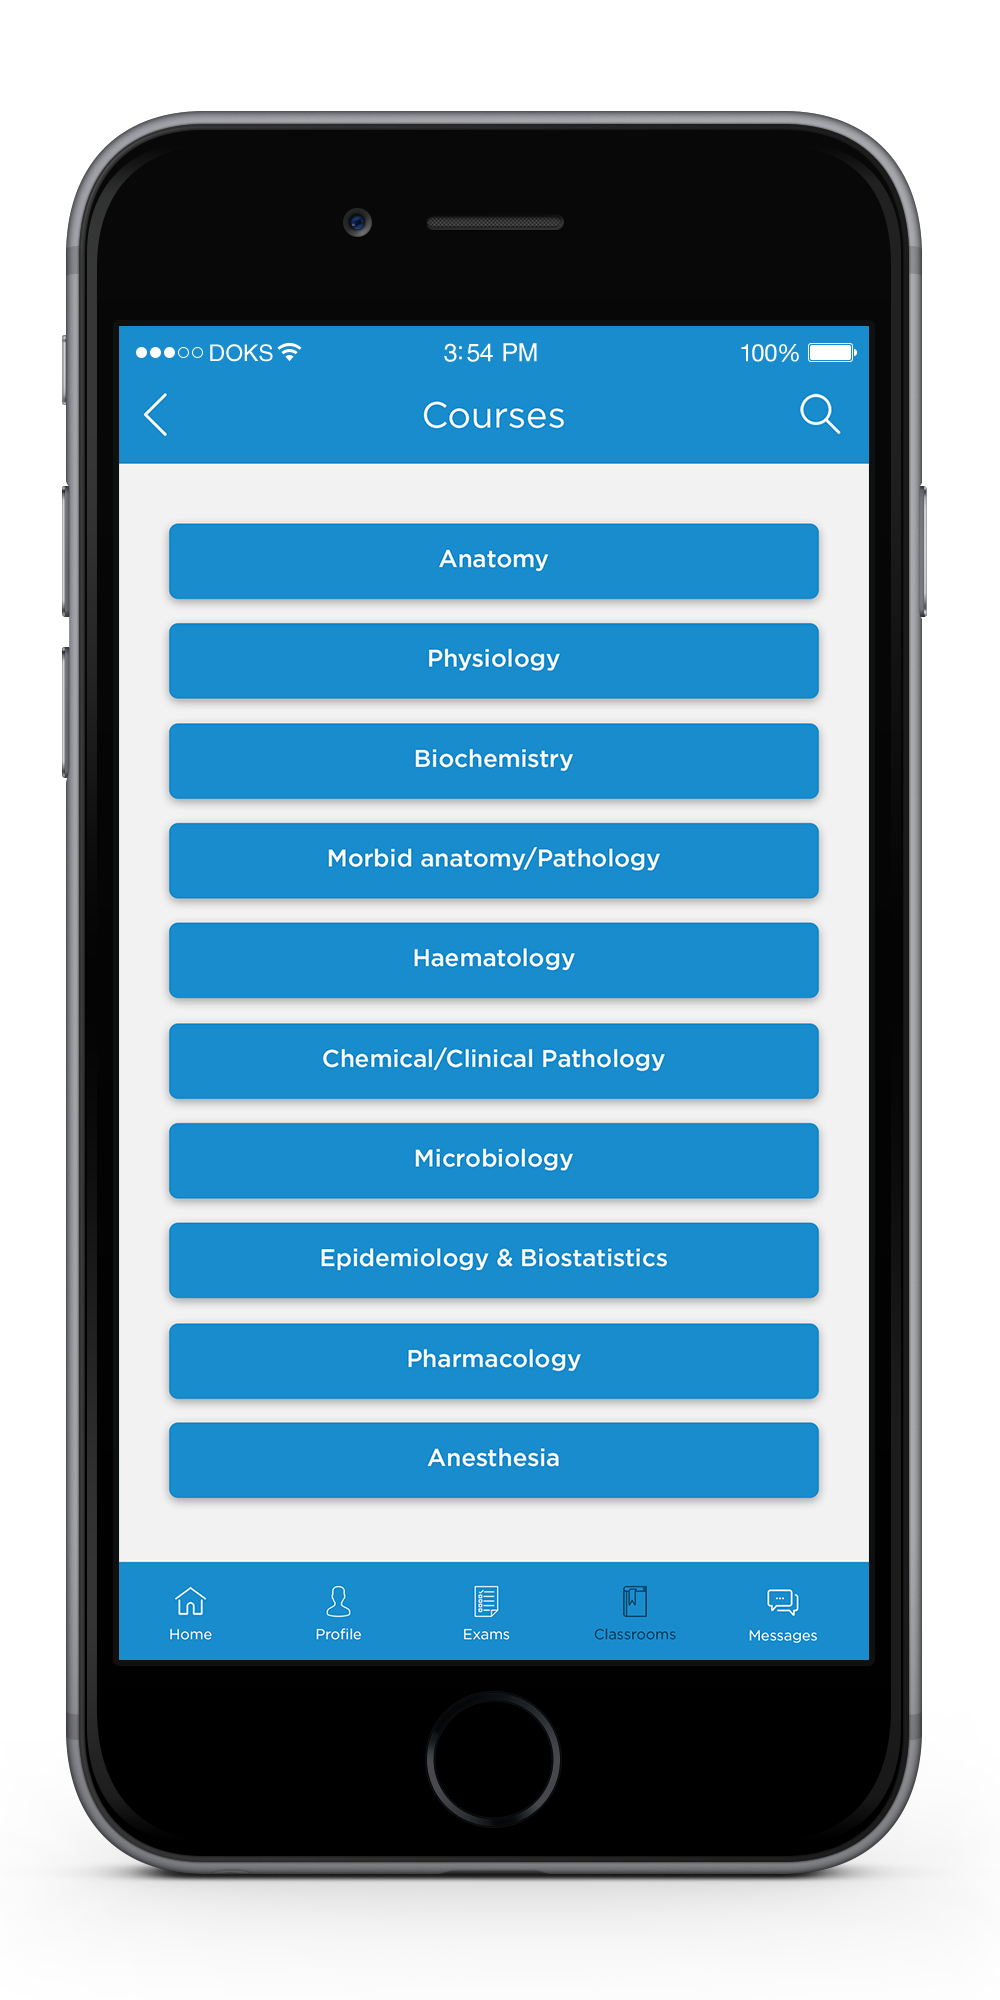 DOKS 3:54 PM 100%
Courses
Anatomy
Physiology
Biochemistry
Morbid anatomy/Pathology
Haematology
Chemical/Clinical Pathology
Microbiology
Epidemiology & Biostatistics
Pharmacology
Anesthesia
Home Profile Exams Classrooms Messages